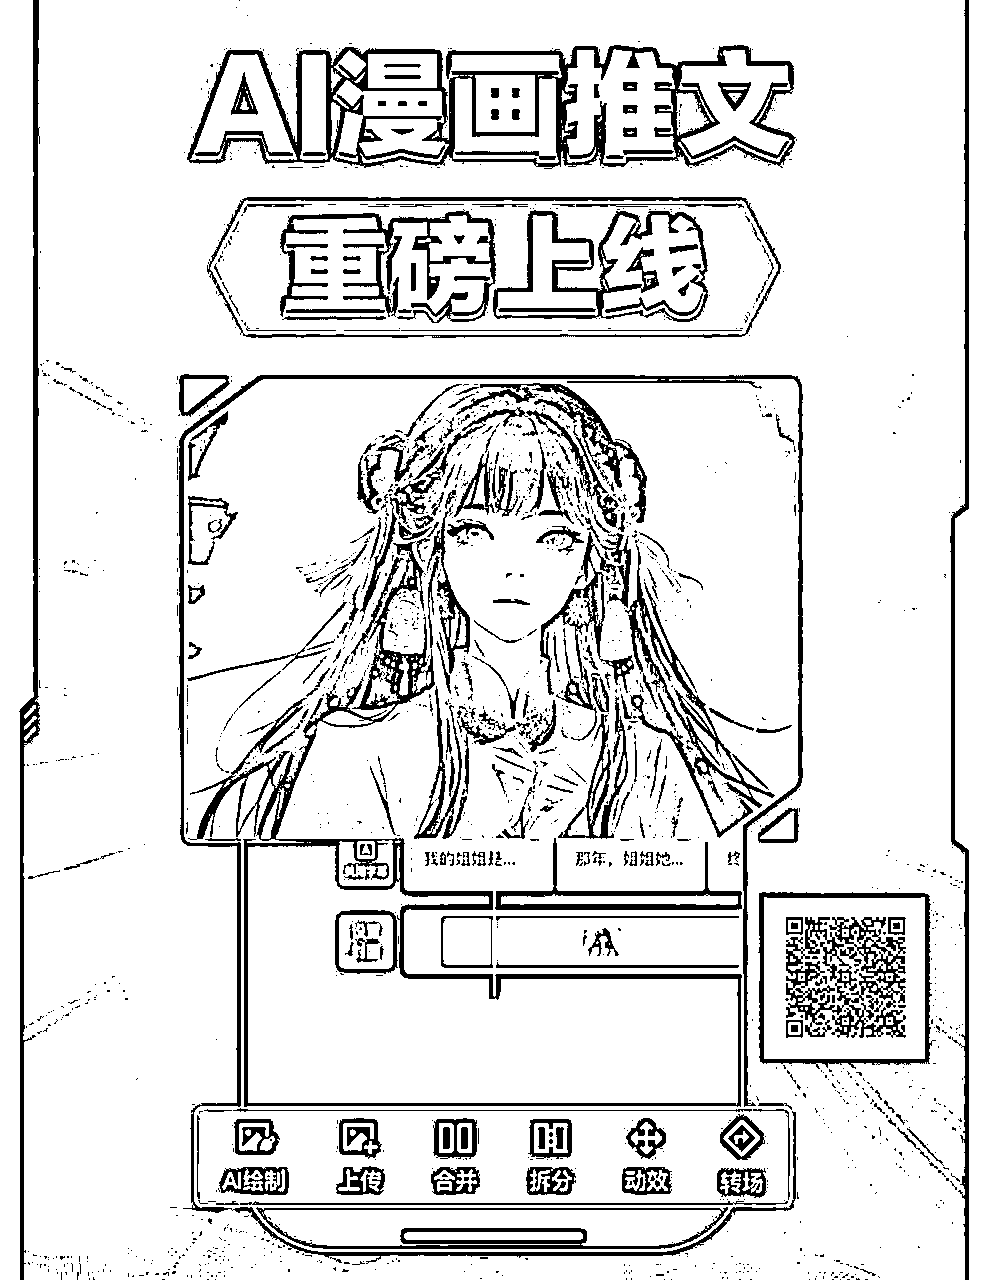 AI漫画推文
重磅上线
我的姐姐是... 那年，姐姐她... 终
AI绘制 上传 合并 拆分 动效 转场